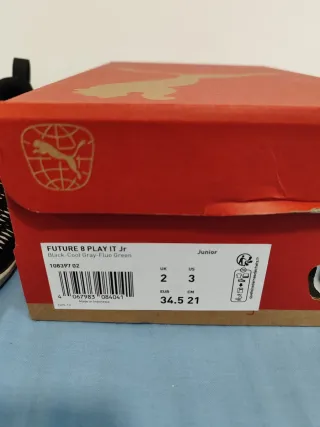 FUTURE 8 PLAY IT Jr
Black-Cool Gray-Fluo Green
Junior
108397 02
UK US
2 3
EUR CM
34.5 21
4 067983 084041